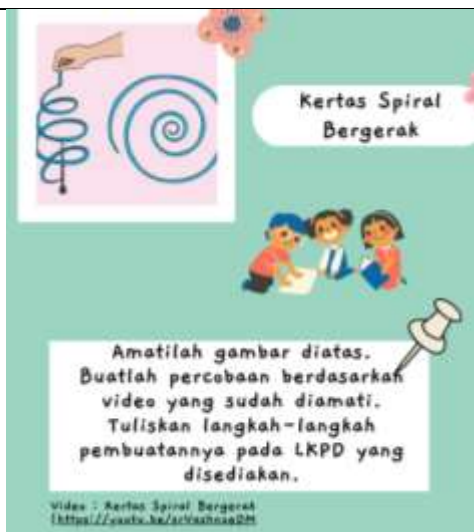 Kertas Spiral
Bergerak
Amatilah gambar diatas.
Buatlah percobaan berdasarkan
video yang sudah diamati.
Tuliskan langkah-langkah
pembuatannya pada LKPD yang
disediakan.
Video : Kertas Spiral Bergerak